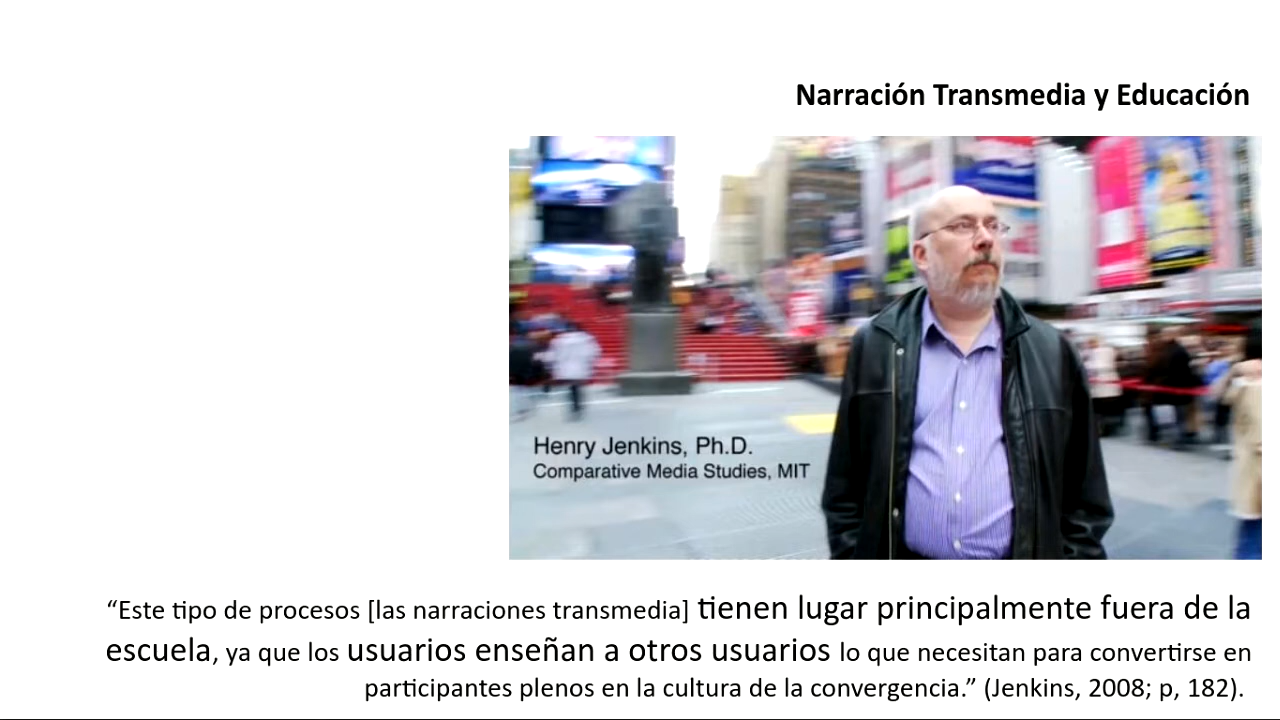 Narración Transmedia y Educación
Henry Jenkins, Ph.D.
Comparative Media Studies, MIT
“Este tipo de procesos [las narraciones transmedia] tienen lugar principalmente fuera de la
escuela, ya que los usuarios enseñan a otros usuarios lo que necesitan para convertirse en
participantes plenos en la cultura de la convergencia.” (Jenkins, 2008; p, 182).